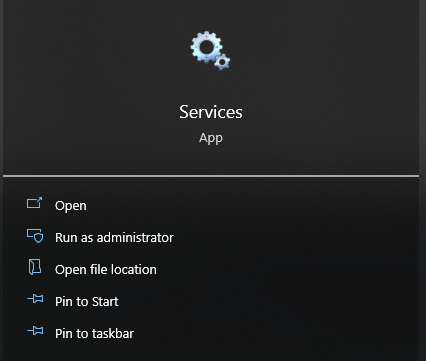 Services
App
Open
Run as administrator
Open file location
Pin to Start
Pin to taskbar